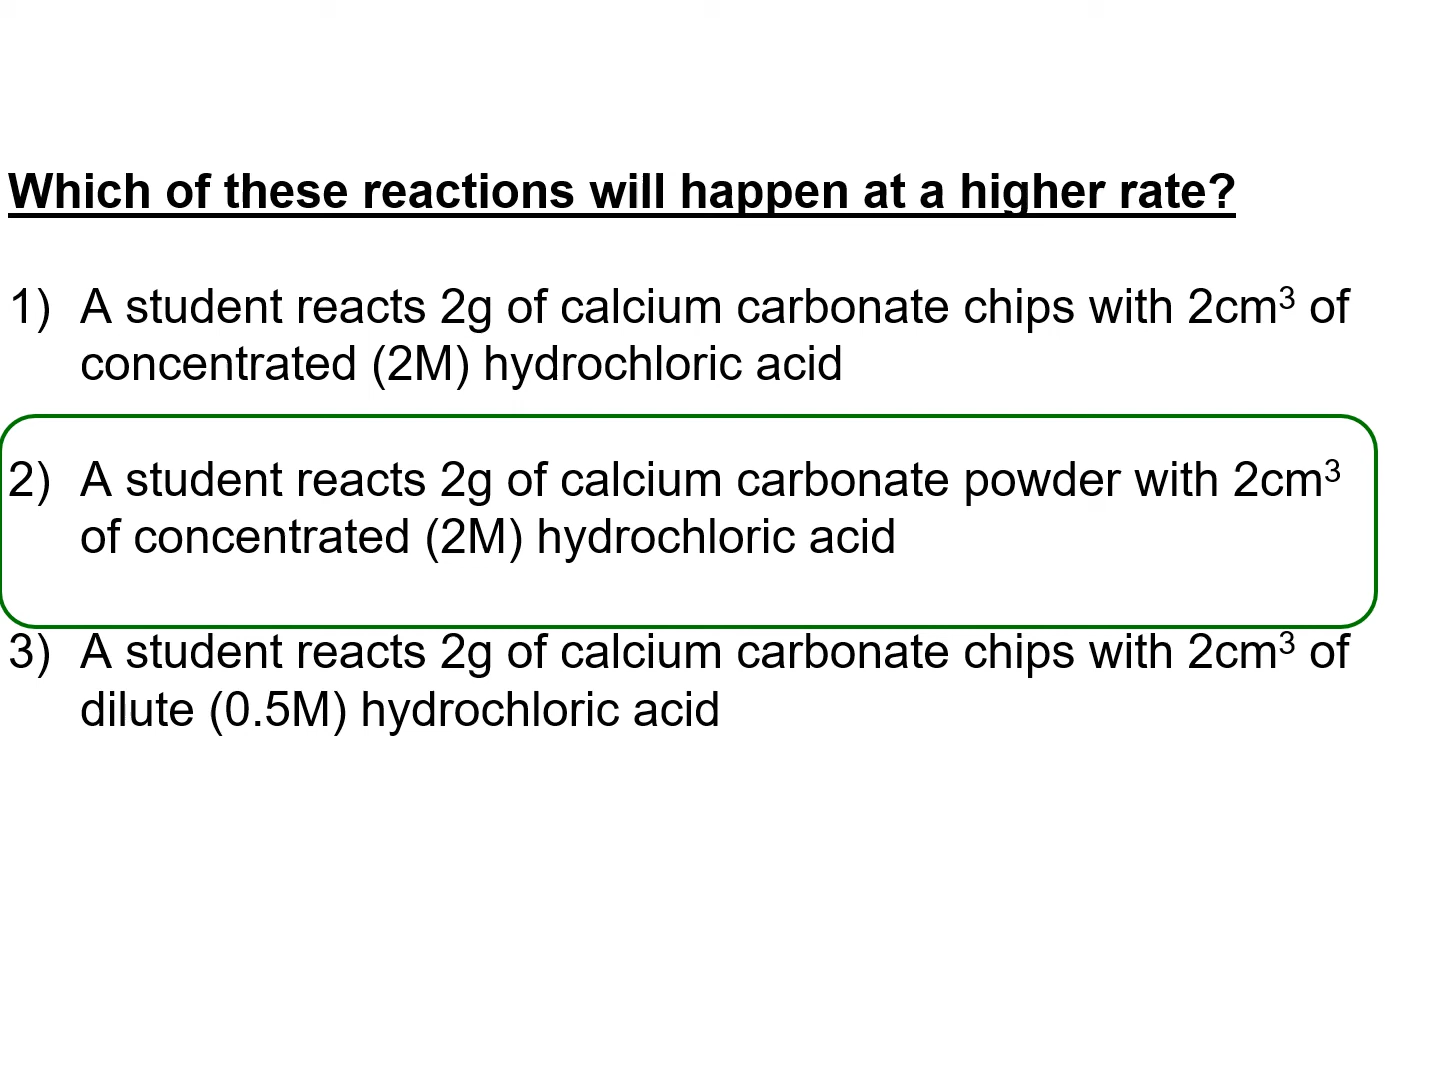 Which of these reactions will happen at a higher rate?
1) A student reacts 2g of calcium carbonate chips with 2cm³ of
concentrated (2M) hydrochloric acid
2) A student reacts 2g of calcium carbonate powder with 2cm³
of concentrated (2M) hydrochloric acid
3) A student reacts 2g of calcium carbonate chips with 2cm³ of
dilute (0.5M) hydrochloric acid